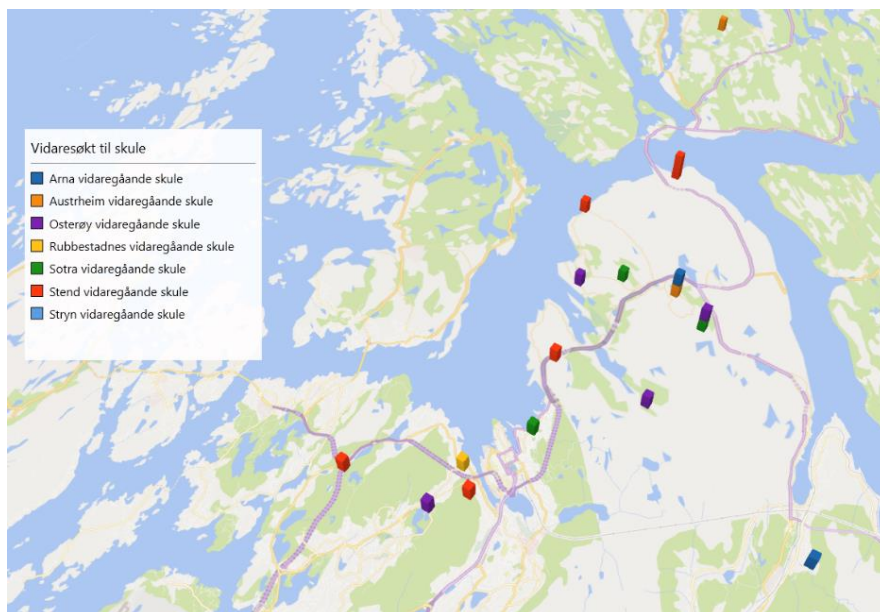 Vidaresøkt til skule
Arna vidaregåande skule
Austrheim vidaregåande skule
Osterøy vidaregåande skule
Rubbestadnes vidaregåande skule
Sotra vidaregåande skule
Stend vidaregåande skule
Stryn vidaregåande skule